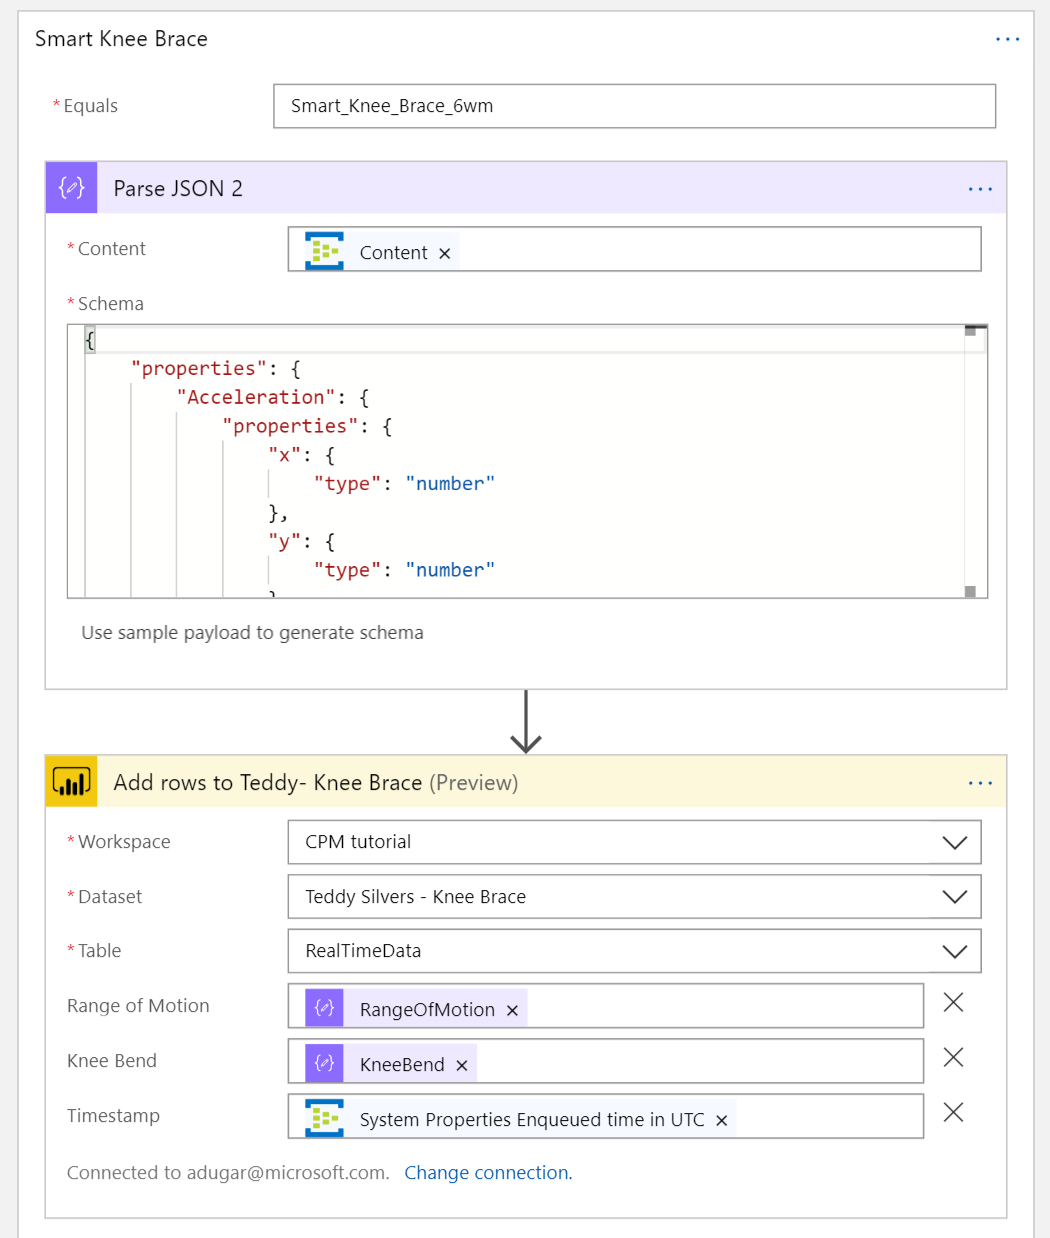 Smart Knee Brace
* Equals Smart_Knee_Brace_6wm
Parse JSON 2
* Content Content ×
* Schema
{
"properties": {
"Acceleration": {
"properties": {
"x": {
"type": "number"
},
"y": {
"type": "number"
Use sample payload to generate schema
Add rows to Teddy- Knee Brace (Preview)
* Workspace CPM tutorial
* Dataset Teddy Silvers - Knee Brace
* Table RealTimeData
Range of Motion RangeOfMotion ×
Knee Bend KneeBend ×
Timestamp System Properties Enqueued time in UTC ×
Connected to adugar@microsoft.com. Change connection.